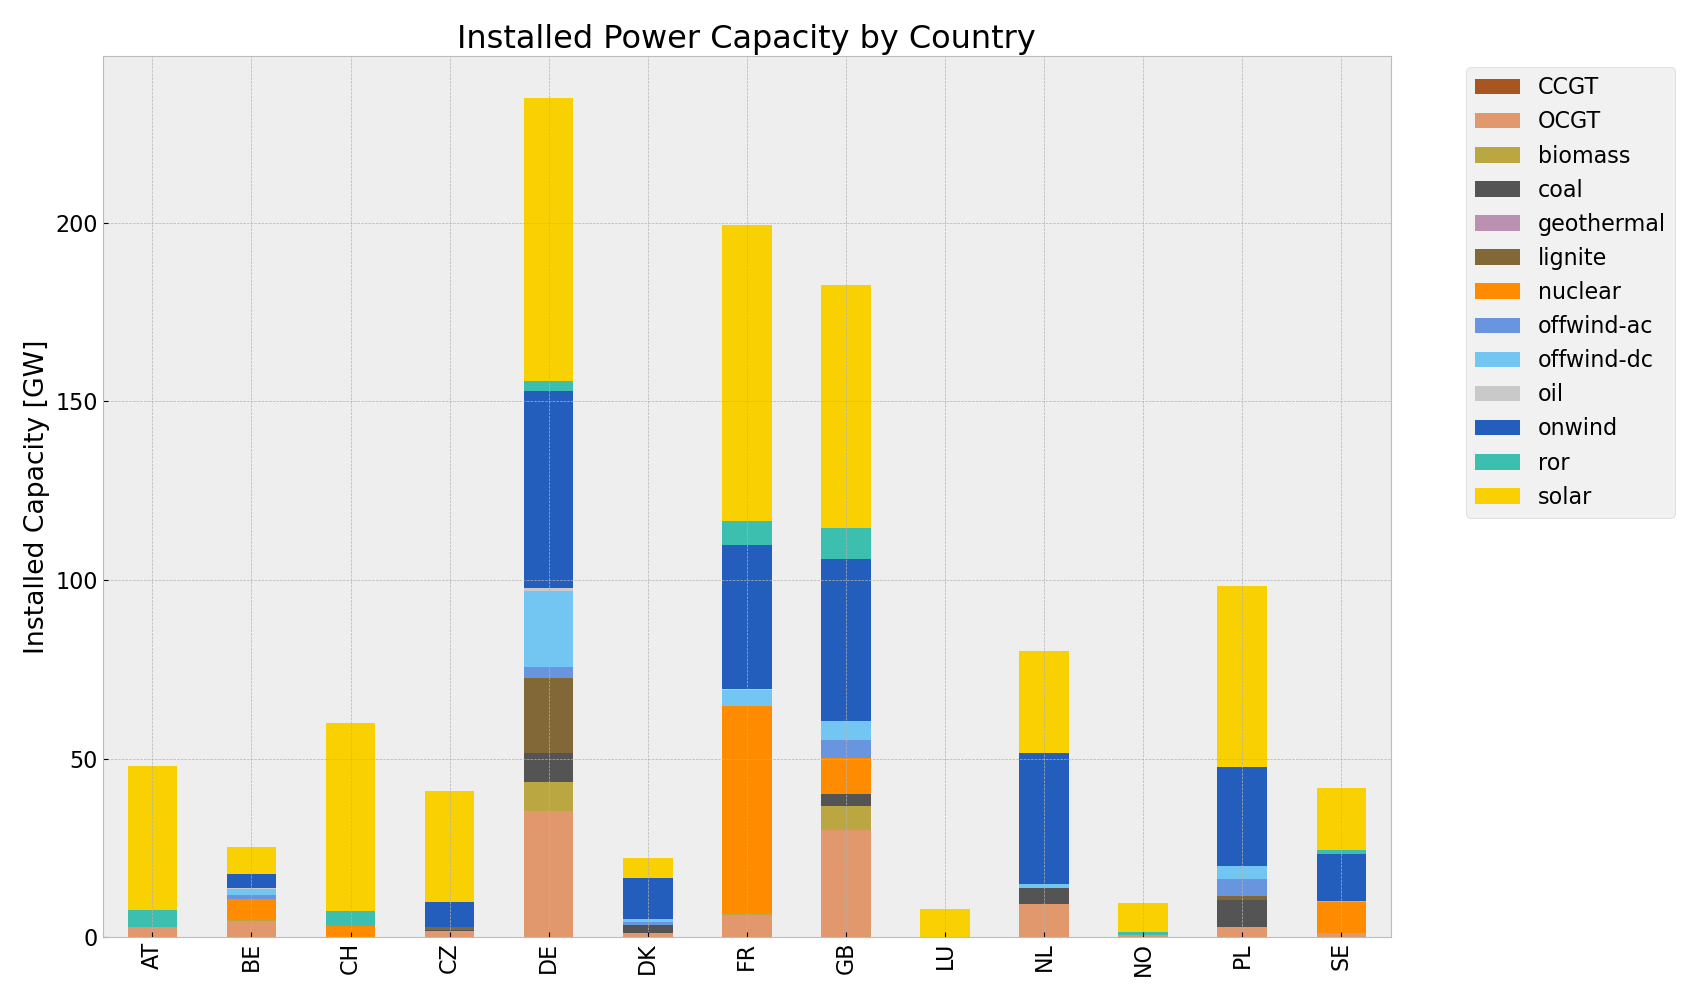 Installed Power Capacity by Country
Installed Capacity [GW]
200
150
100
50
0
AT
BE
CH
CZ
DE
DK
FR
GB
LU
NL
NO
PL
SE
CCGT
OCGT
biomass
coal
geothermal
lignite
nuclear
offwind-ac
offwind-dc
oil
onwind
ror
solar